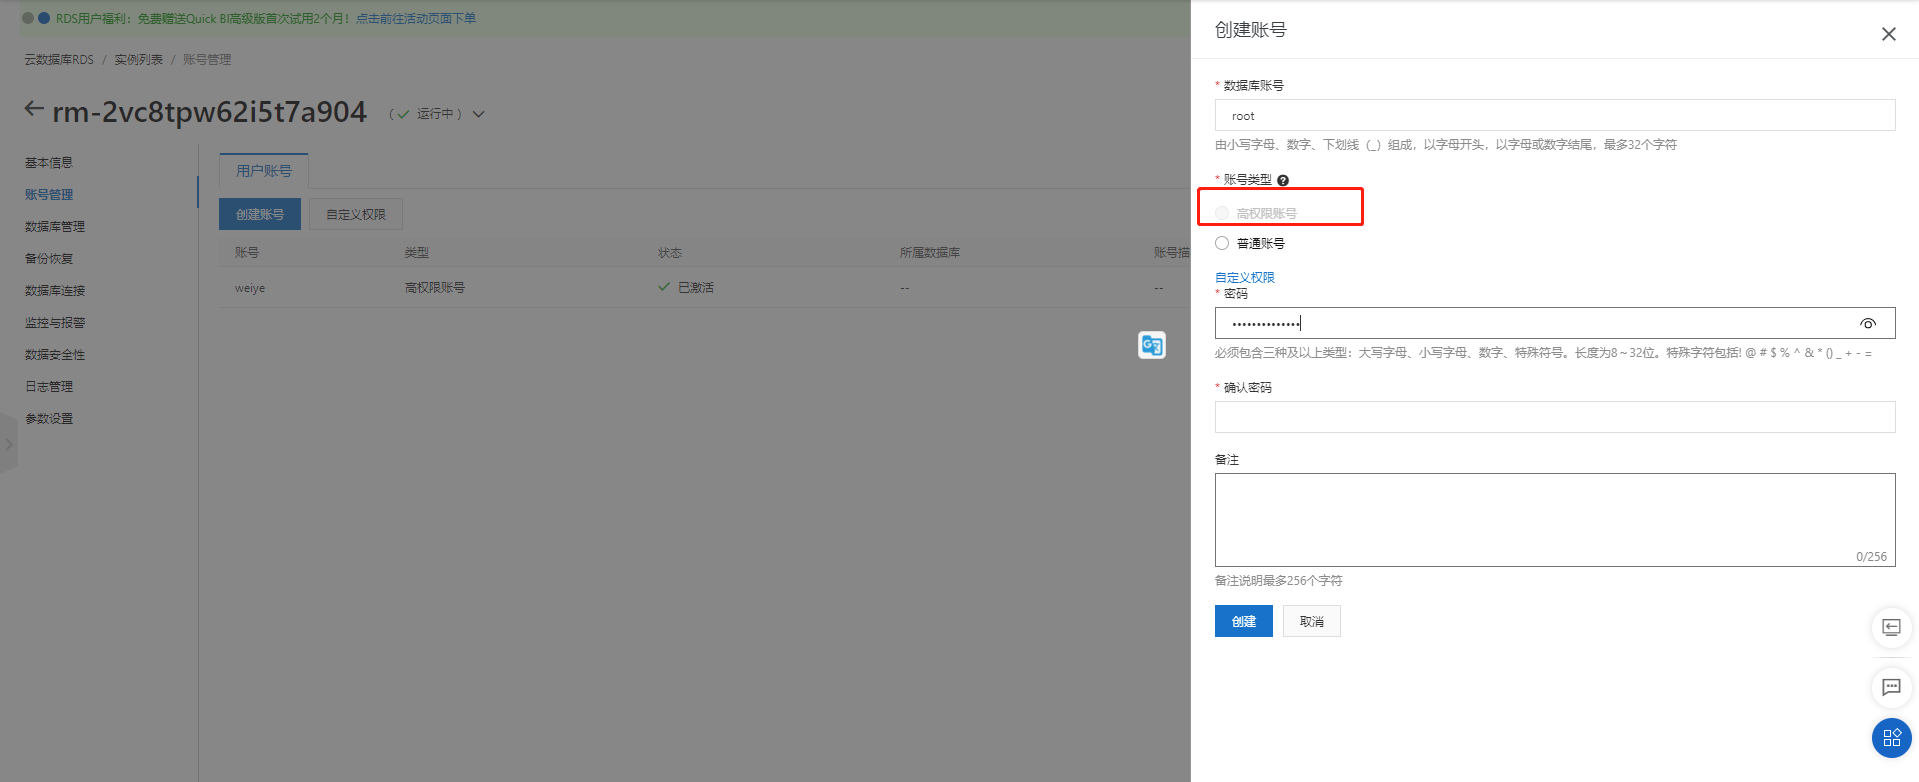 RDS用户福利：免费赠送Quick BI高级版首次试用2个月！点击前往活动页面下单
云数据库RDS / 实例列表 / 账号管理
rm-2vc8tpw62i5t7a904 （ 运行中 ）
基本信息
账号管理
数据库管理
备份恢复
数据库连接
监控与报警
数据安全性
日志管理
参数设置
用户账号
创建账号 自定义权限
账号 类型 状态 所属数据库 账号描
weiye 高权限账号 已激活 -- --
创建账号
* 数据库账号
root
由小写字母、数字、下划线（_）组成，以字母开头，以字母或数字结尾，最多32个字符
* 账号类型 ?
高权限账号
普通账号
自定义权限
* 密码
••••••••••••••
必须包含三种及以上类型：大写字母、小写字母、数字、特殊符号。长度为8～32位。特殊字符包括! @ # $ % ^ & * () _ + - =
* 确认密码
备注
0/256
备注说明最多256个字符
创建 取消